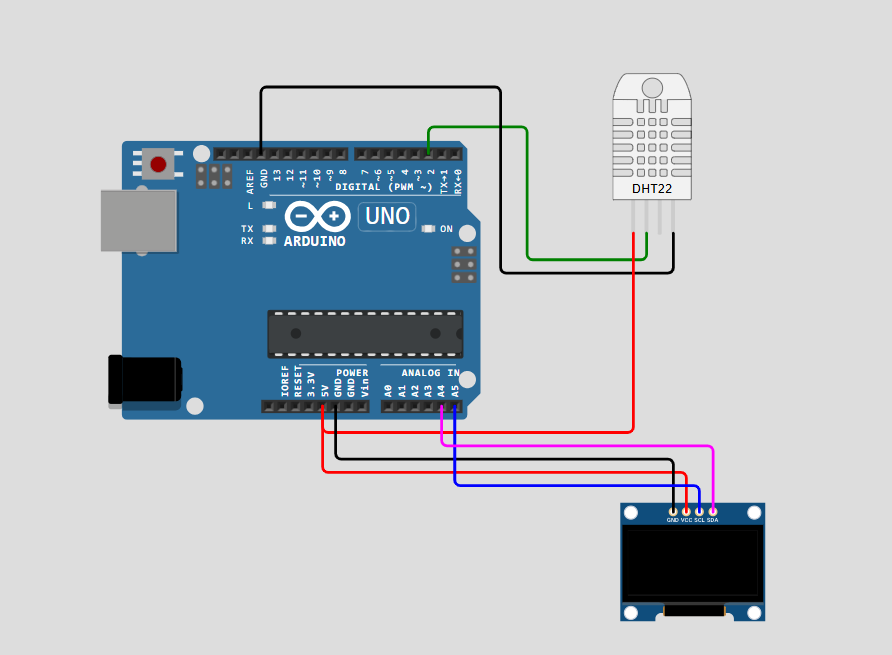 DHT22
AREF
GND
13
12
~11
~10
~9
8
7
~6
~5
4
~3
2
TX→1
RX←0
DIGITAL (PWM ~)
L
TX
RX
UNO
ARDUINO
ON
IOREF
RESET
3.3V
5V
GND
GND
Vin
POWER
ANALOG IN
A0
A1
A2
A3
A4
A5
GND VCC SCL SDA